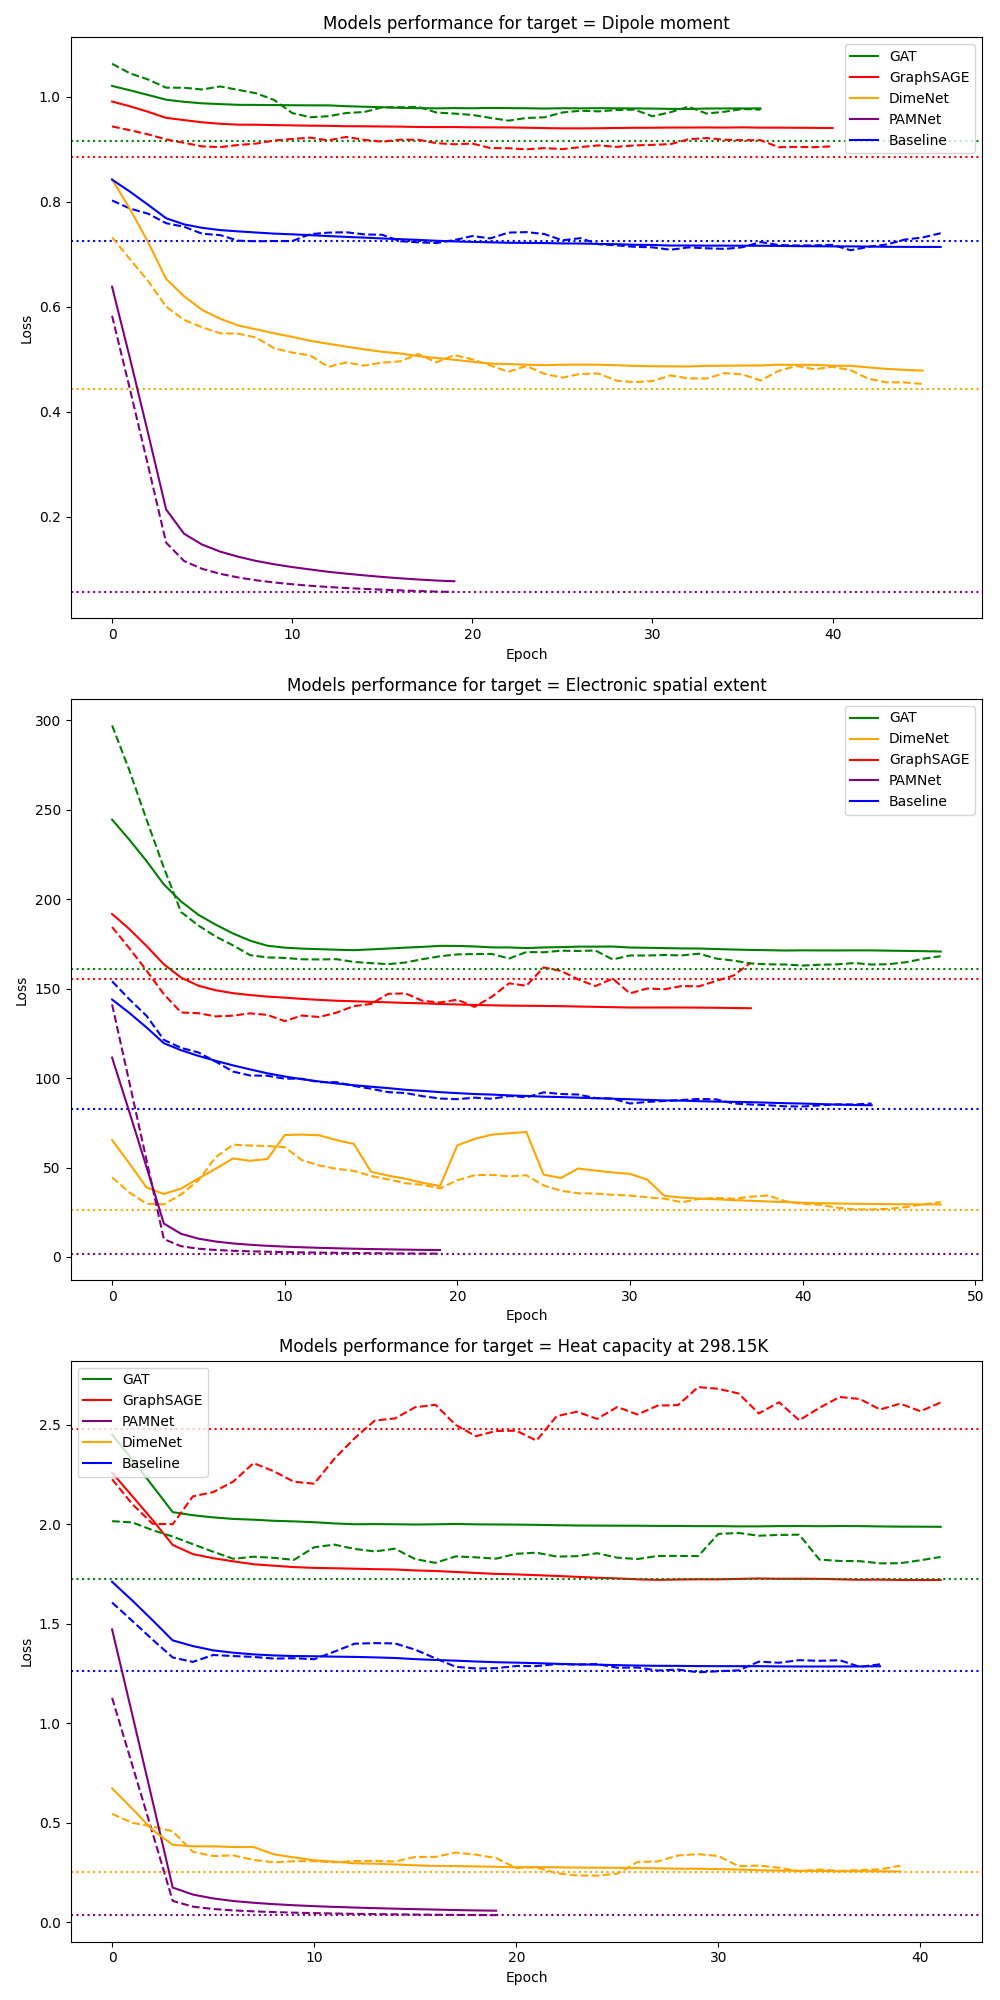 Models performance for target = Dipole moment
GAT
GraphSAGE
DimeNet
PAMNet
Baseline
1.0
0.8
0.6
0.4
0.2
Loss
0
10
20
30
40
Epoch
Models performance for target = Electronic spatial extent
GAT
DimeNet
GraphSAGE
PAMNet
Baseline
300
250
200
150
100
50
0
Loss
0
10
20
30
40
50
Epoch
Models performance for target = Heat capacity at 298.15K
GAT
GraphSAGE
PAMNet
DimeNet
Baseline
2.5
2.0
1.5
1.0
0.5
0.0
Loss
0
10
20
30
40
Epoch